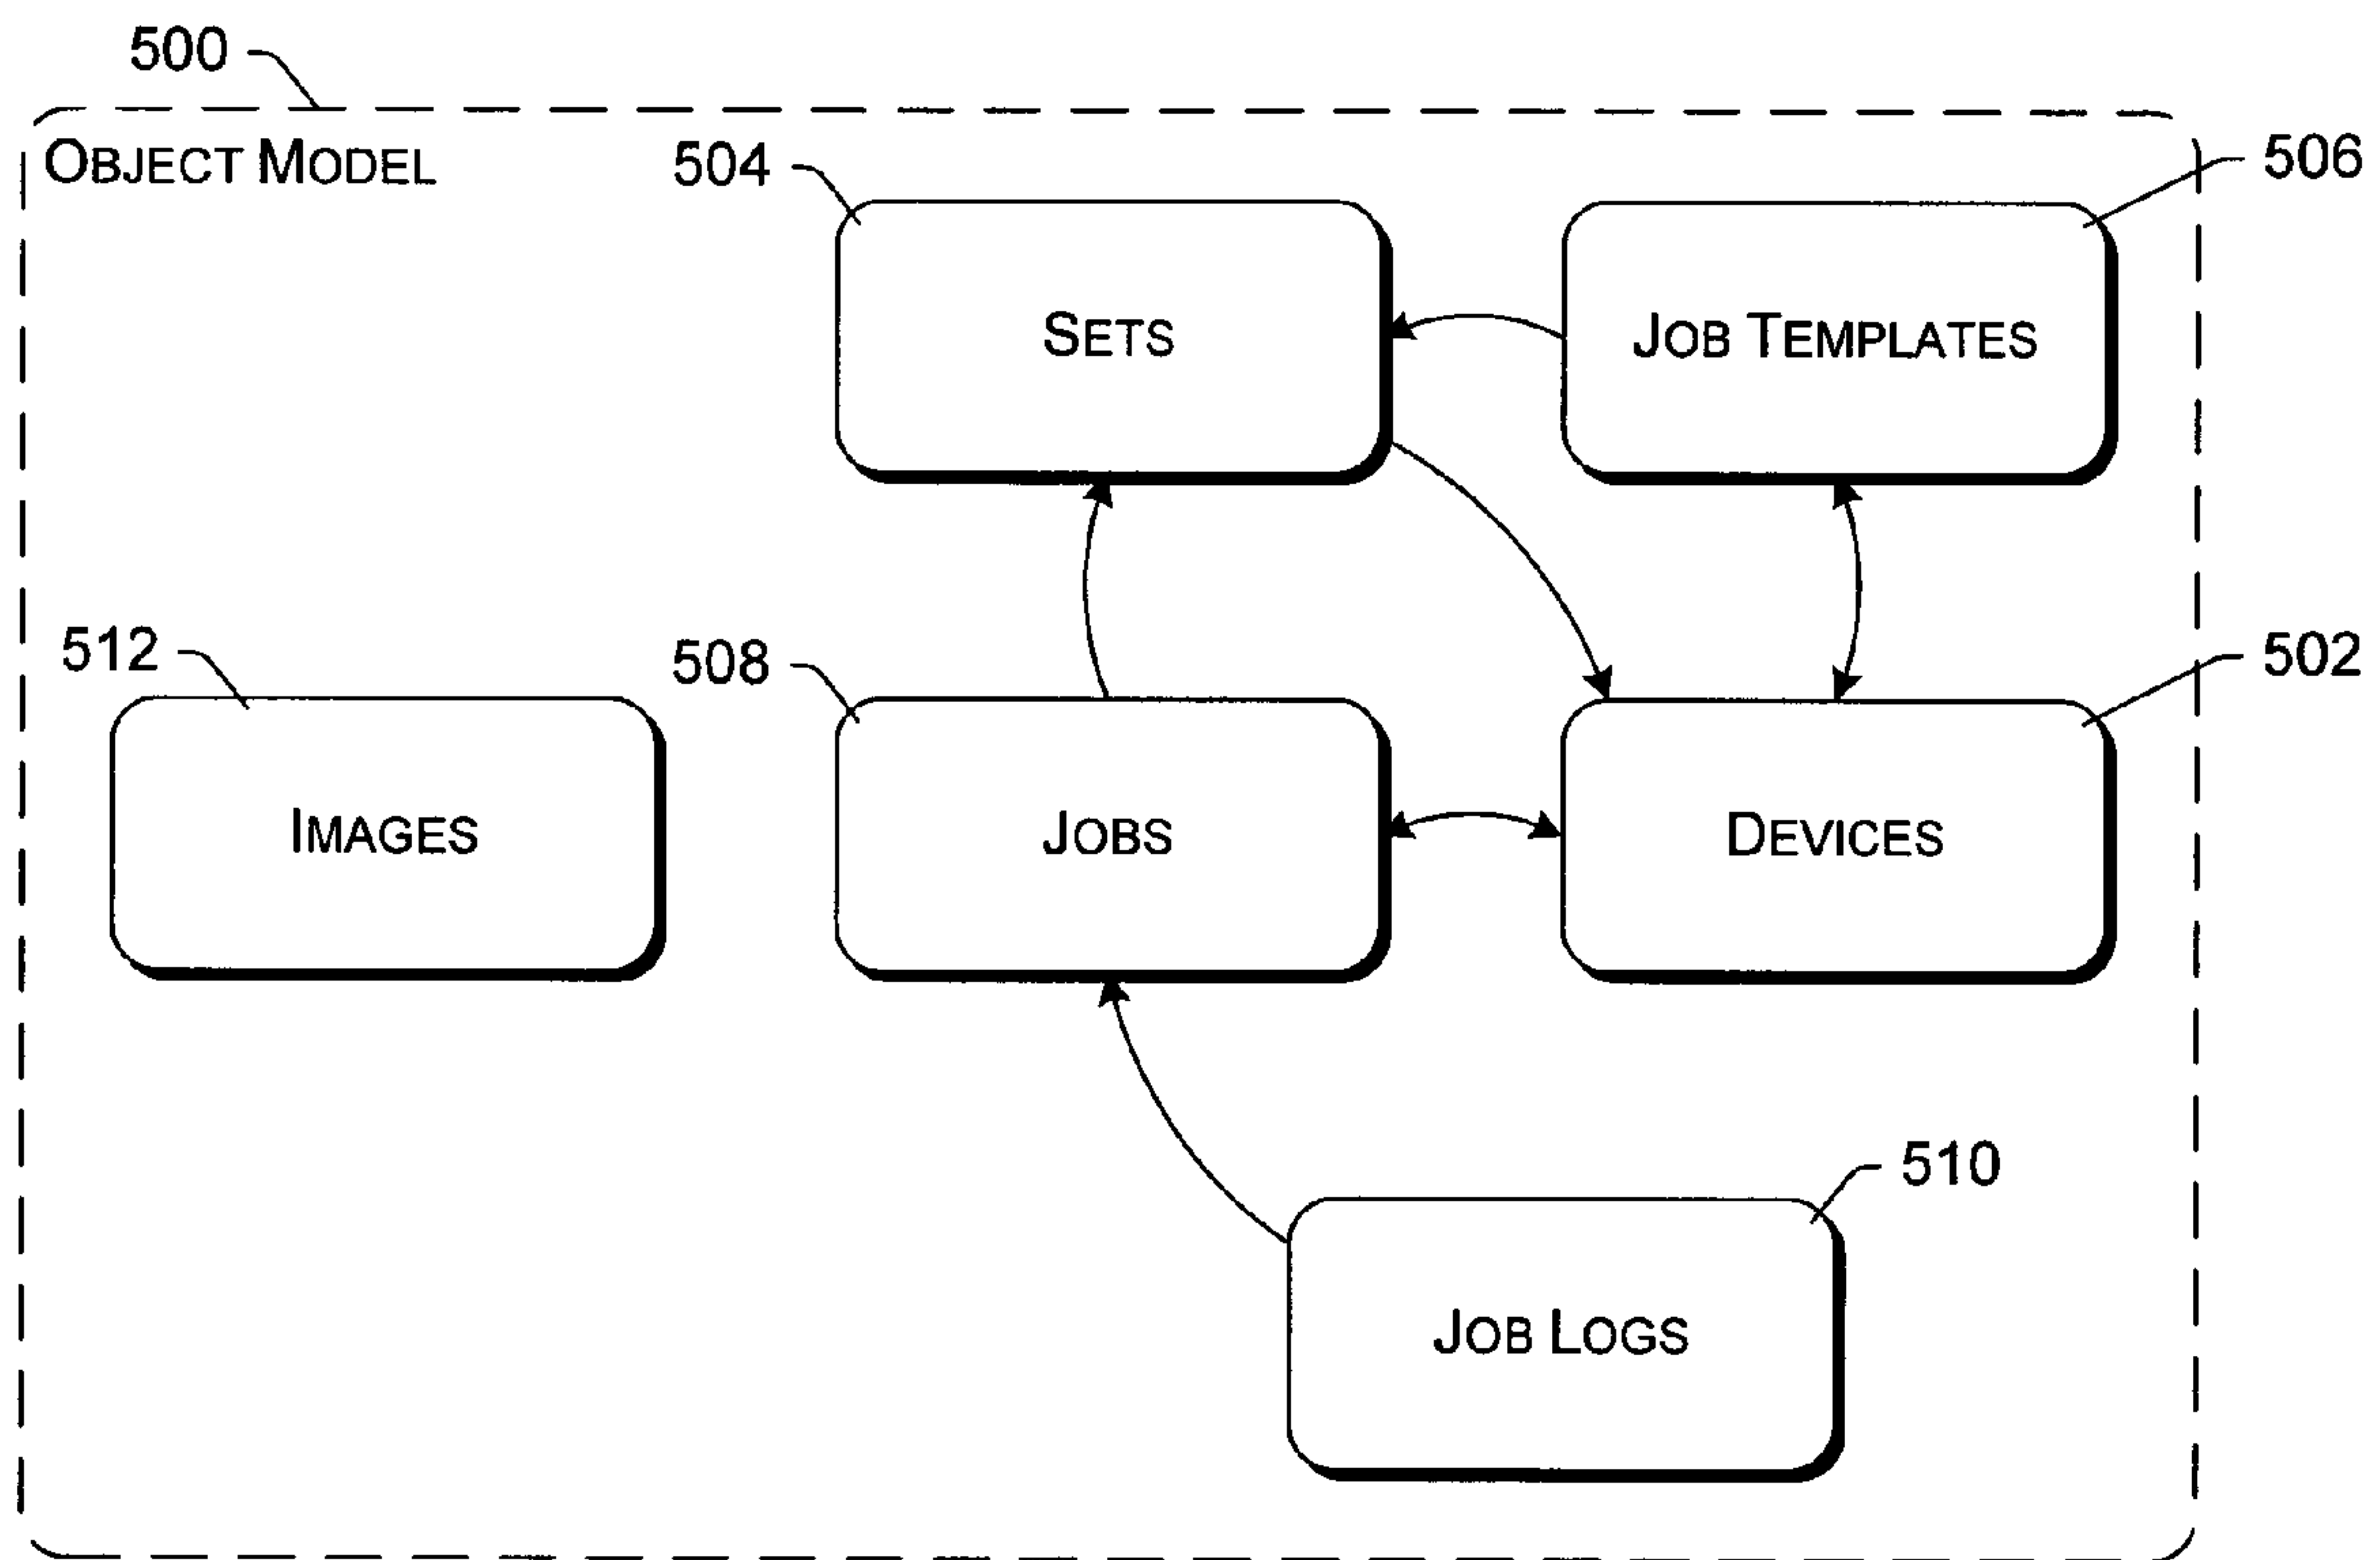 500
OBJECT MODEL
504
506
SETS
JOB TEMPLATES
512
508
502
IMAGES
JOBS
DEVICES
510
JOB LOGS